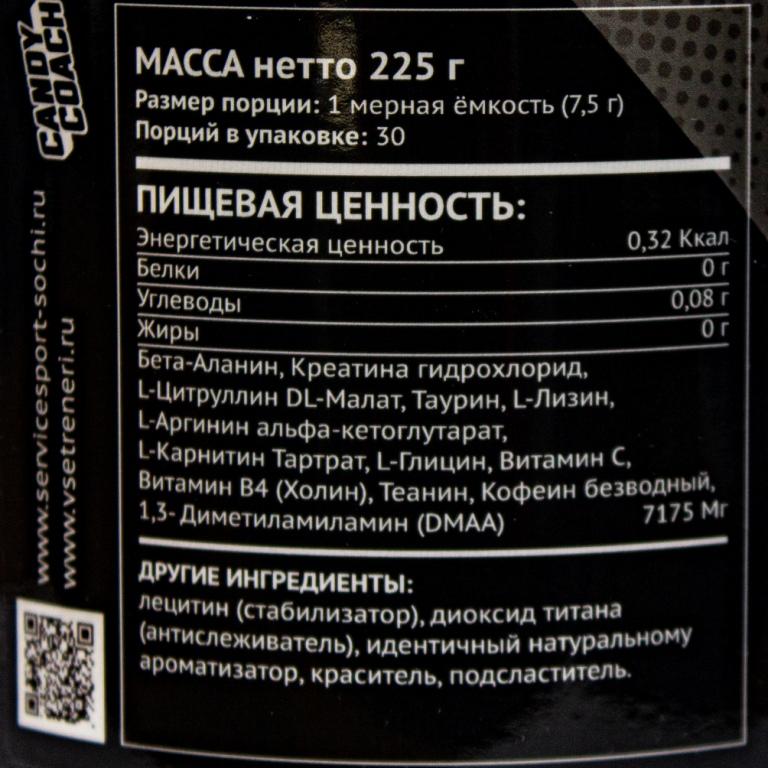 CANDY
COACH
www.servicesport-sochi.ru
www.vsetreneri.ru
МАССА нетто 225 г
Размер порции: 1 мерная ёмкость (7,5 г)
Порций в упаковке: 30
ПИЩЕВАЯ ЦЕННОСТЬ:
Энергетическая ценность 0,32 Ккал
Белки 0 г
Углеводы 0,08 г
Жиры 0 г
Бета-Аланин, Креатина гидрохлорид,
L-Цитруллин DL-Малат, Таурин, L-Лизин,
L-Аргинин альфа-кетоглутарат,
L-Карнитин Тартрат, L-Глицин, Витамин С,
Витамин В4 (Холин), Теанин, Кофеин безводный,
1,3- Диметиламиламин (DMAA) 7175 Мг
ДРУГИЕ ИНГРЕДИЕНТЫ:
лецитин (стабилизатор), диоксид титана
(антислеживатель), идентичный натуральному
ароматизатор, краситель, подсластитель.